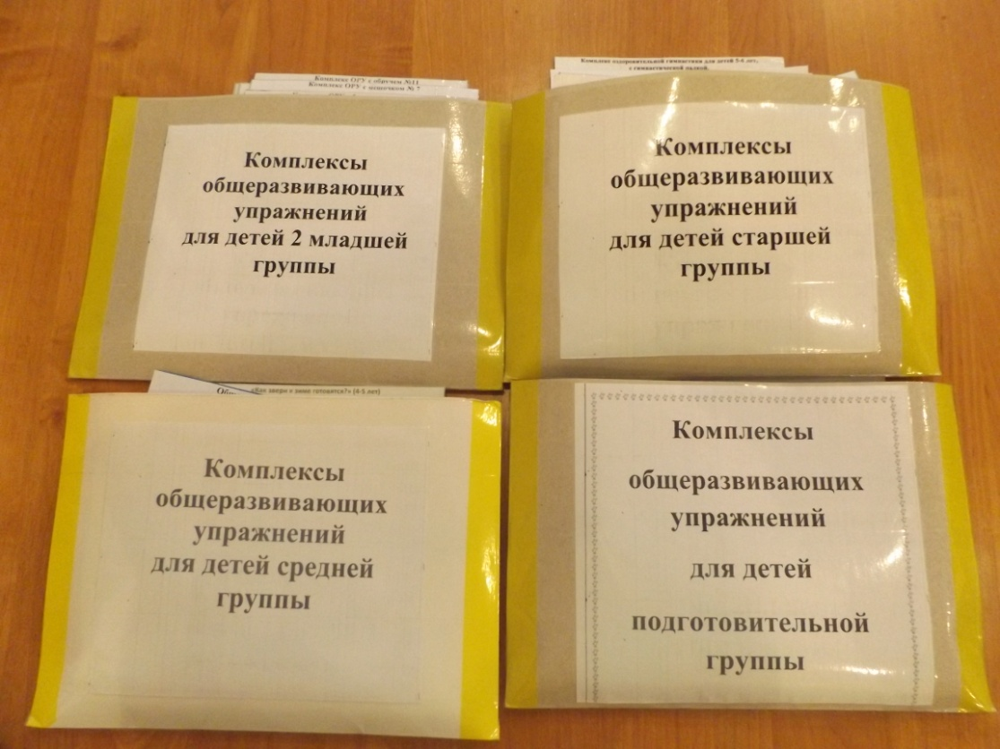 Комплекс ОРУ с обручем №11
Комплекс ОРУ с мешочком № 7
Комплексы
общеразвивающих
упражнений
для детей 2 младшей
группы
Комплекс оздоровительной гимнастики для детей 5-6 лет,
с гимнастической палкой.
Комплексы
общеразвивающих
упражнений
для детей старшей
группы
«Как звери к зиме готовятся?» (4-5 лет)
Комплексы
общеразвивающих
упражнений
для детей средней
группы
Комплексы
общеразвивающих
упражнений
для детей
подготовительной
группы